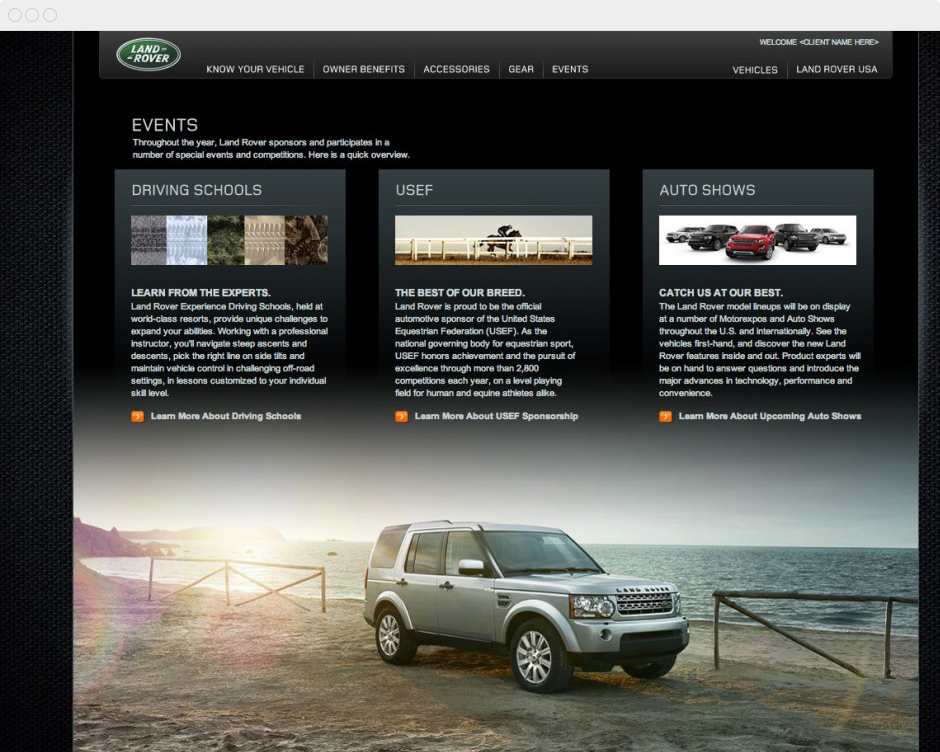 LAND-
-ROVER
WELCOME <CLIENT NAME HERE>
KNOW YOUR VEHICLE
OWNER BENEFITS
ACCESSORIES
GEAR
EVENTS
VEHICLES
LAND ROVER USA
EVENTS
Throughout the year, Land Rover sponsors and participates in a
number of special events and competitions. Here is a quick overview.
DRIVING SCHOOLS
LEARN FROM THE EXPERTS.
Land Rover Experience Driving Schools, held at
world-class resorts, provide unique challenges to
expand your abilities. Working with a professional
instructor, you'll navigate steep ascents and
descents, pick the right line on side tilts and
maintain vehicle control in challenging off-road
settings, in lessons customized to your individual
skill level.
Learn More About Driving Schools
USEF
THE BEST OF OUR BREED.
Land Rover is proud to be the official
automotive sponsor of the United States
Equestrian Federation (USEF). As the
national governing body for equestrian sport,
USEF honors achievement and the pursuit of
excellence through more than 2,800
competitions each year, on a level playing
field for human and equine athletes alike.
Learn More About USEF Sponsorship
AUTO SHOWS
CATCH US AT OUR BEST.
The Land Rover model lineups will be on display
at a number of Motorexpos and Auto Shows
throughout the U.S. and internationally. See the
vehicles first-hand, and discover the new Land
Rover features inside and out. Product experts will
be on hand to answer questions and introduce the
major advances in technology, performance and
convenience.
Learn More About Upcoming Auto Shows
LAND ROVER